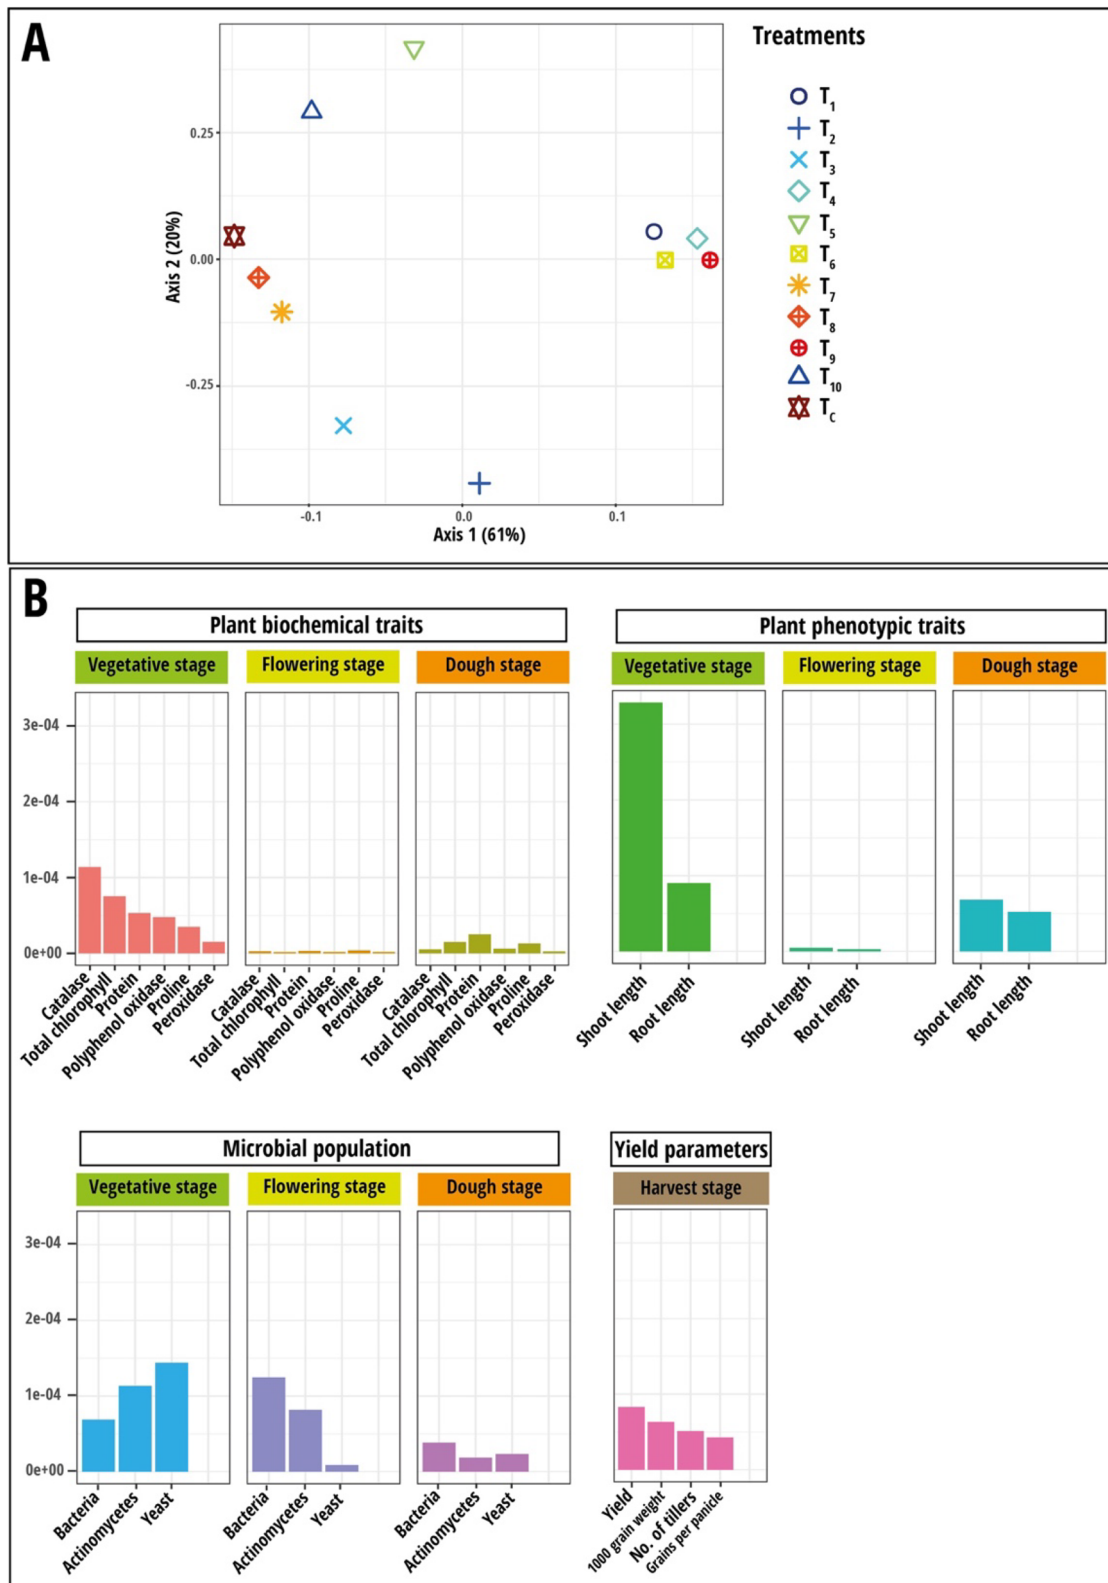 A
Treatments
T1
T2
T3
T4
T5
T6
T7
T8
T9
T10
TC
0.25
0.00
-0.25
Axis 2 (20%)
-0.1
0.0
0.1
Axis 1 (61%)
B
Plant biochemical traits
Vegetative stage
Flowering stage
Dough stage
3e-04
2e-04
1e-04
0e+00
Catalase
Total chlorophyll
Protein
Polyphenol oxidase
Proline
Peroxidase
Catalase
Total chlorophyll
Protein
Polyphenol oxidase
Proline
Peroxidase
Catalase
Total chlorophyll
Protein
Polyphenol oxidase
Proline
Peroxidase
Plant phenotypic traits
Vegetative stage
Flowering stage
Dough stage
Shoot length
Root length
Shoot length
Root length
Shoot length
Root length
Microbial population
Vegetative stage
Flowering stage
Dough stage
3e-04
2e-04
1e-04
0e+00
Bacteria
Actinomycetes
Yeast
Bacteria
Actinomycetes
Yeast
Bacteria
Actinomycetes
Yeast
Yield parameters
Harvest stage
Yield
1000 grain weight
No. of tillers
Grains per panicle